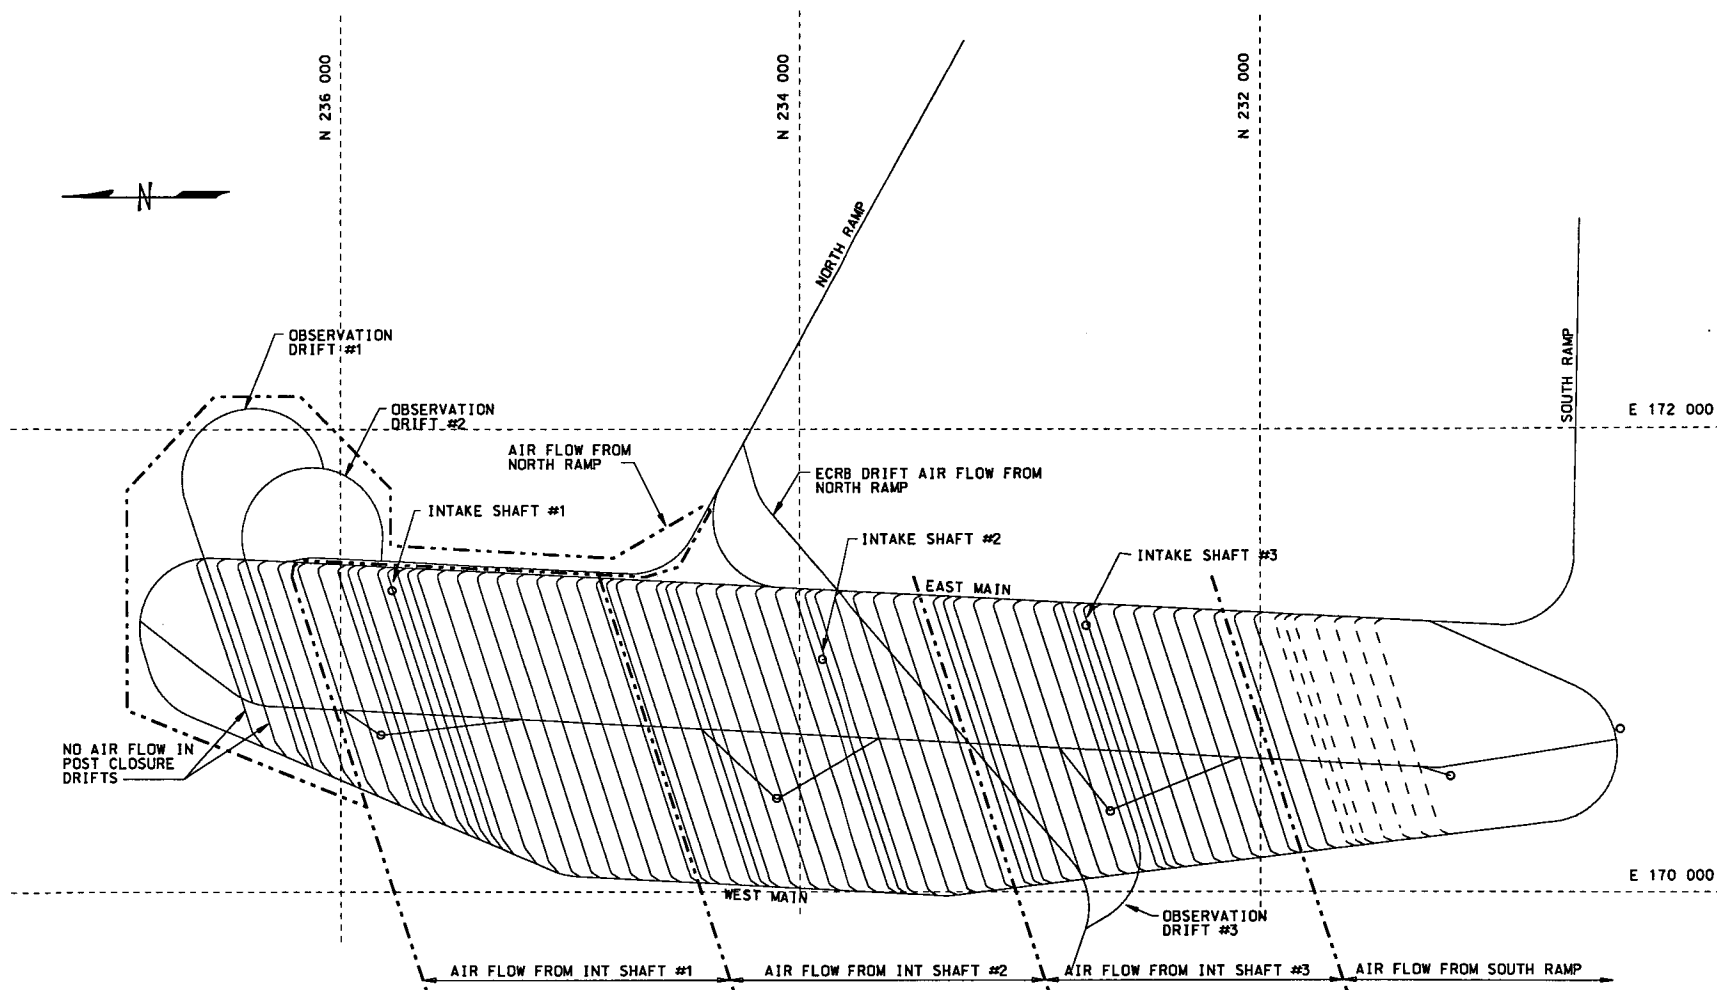 N 236 000
N 234 000
N 232 000
N
NORTH RAMP
SOUTH RAMP
OBSERVATION
DRIFT #1
OBSERVATION
DRIFT #2
E 172 000
AIR FLOW FROM
NORTH RAMP
ECRB DRIFT AIR FLOW FROM
NORTH RAMP
INTAKE SHAFT #1
INTAKE SHAFT #2
INTAKE SHAFT #3
EAST MAIN
NO AIR FLOW IN
POST CLOSURE
DRIFTS
E 170 000
WEST MAIN
OBSERVATION
DRIFT #3
AIR FLOW FROM INT SHAFT #1
AIR FLOW FROM INT SHAFT #2
AIR FLOW FROM INT SHAFT #3
AIR FLOW FROM SOUTH RAMP